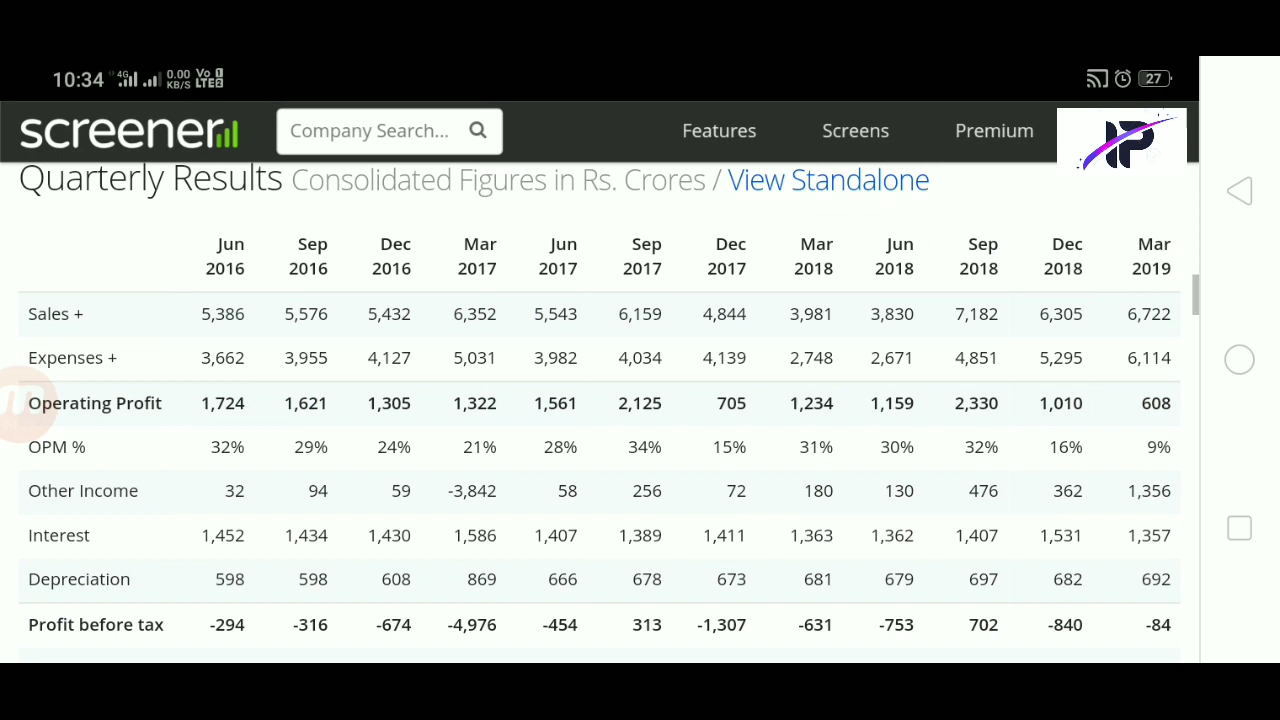 10:34 4G 0.00 KB/S Vo 1 LTE2 27
screener Company Search... Features Screens Premium IP
Quarterly Results Consolidated Figures in Rs. Crores / View Standalone
Jun Sep Dec Mar Jun Sep Dec Mar Jun Sep Dec Mar
2016 2016 2016 2017 2017 2017 2017 2018 2018 2018 2018 2019
Sales + 5,386 5,576 5,432 6,352 5,543 6,159 4,844 3,981 3,830 7,182 6,305 6,722
Expenses + 3,662 3,955 4,127 5,031 3,982 4,034 4,139 2,748 2,671 4,851 5,295 6,114
Operating Profit 1,724 1,621 1,305 1,322 1,561 2,125 705 1,234 1,159 2,330 1,010 608
OPM % 32% 29% 24% 21% 28% 34% 15% 31% 30% 32% 16% 9%
Other Income 32 94 59 -3,842 58 256 72 180 130 476 362 1,356
Interest 1,452 1,434 1,430 1,586 1,407 1,389 1,411 1,363 1,362 1,407 1,531 1,357
Depreciation 598 598 608 869 666 678 673 681 679 697 682 692
Profit before tax -294 -316 -674 -4,976 -454 313 -1,307 -631 -753 702 -840 -84